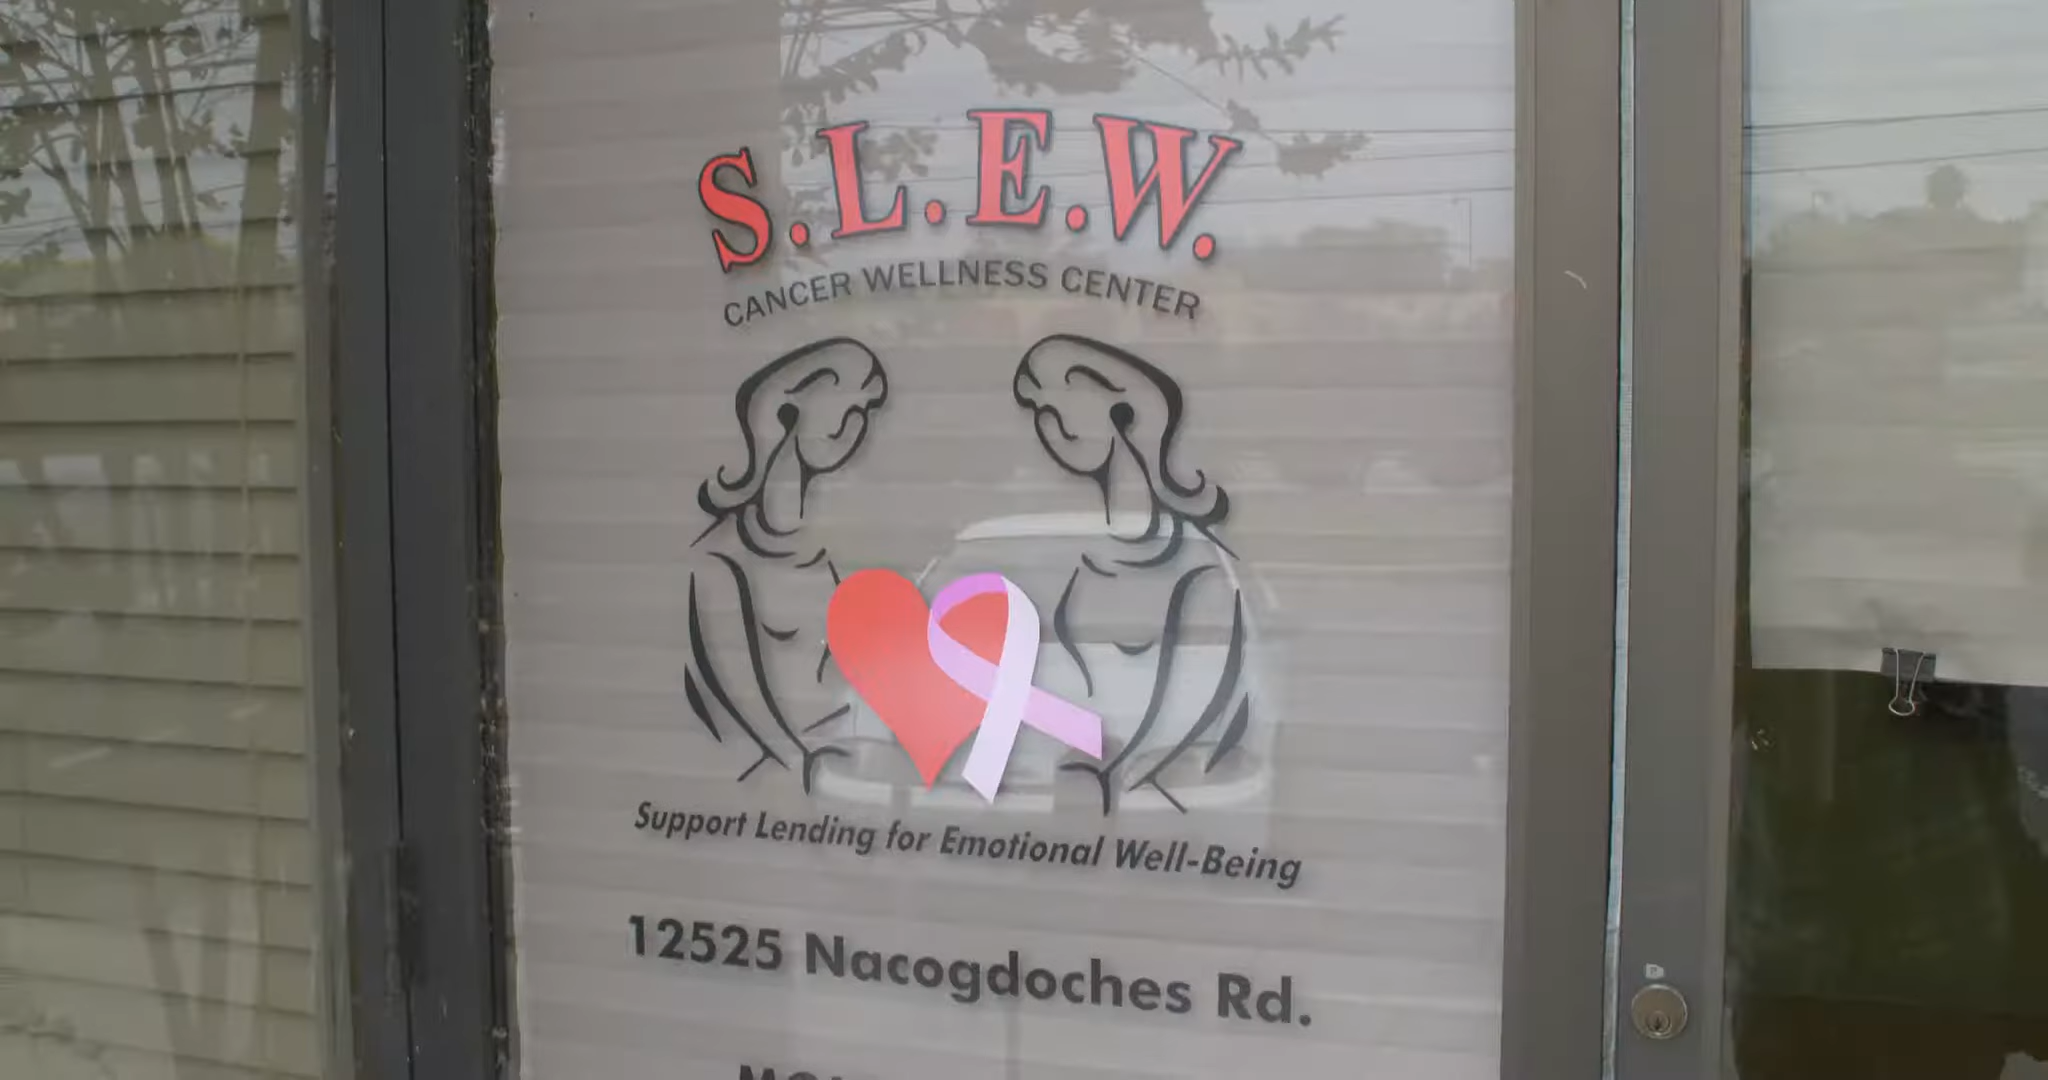 S.L.E.W.
CANCER WELLNESS CENTER
Support Lending for Emotional Well-Being
12525 Nacogdoches Rd.